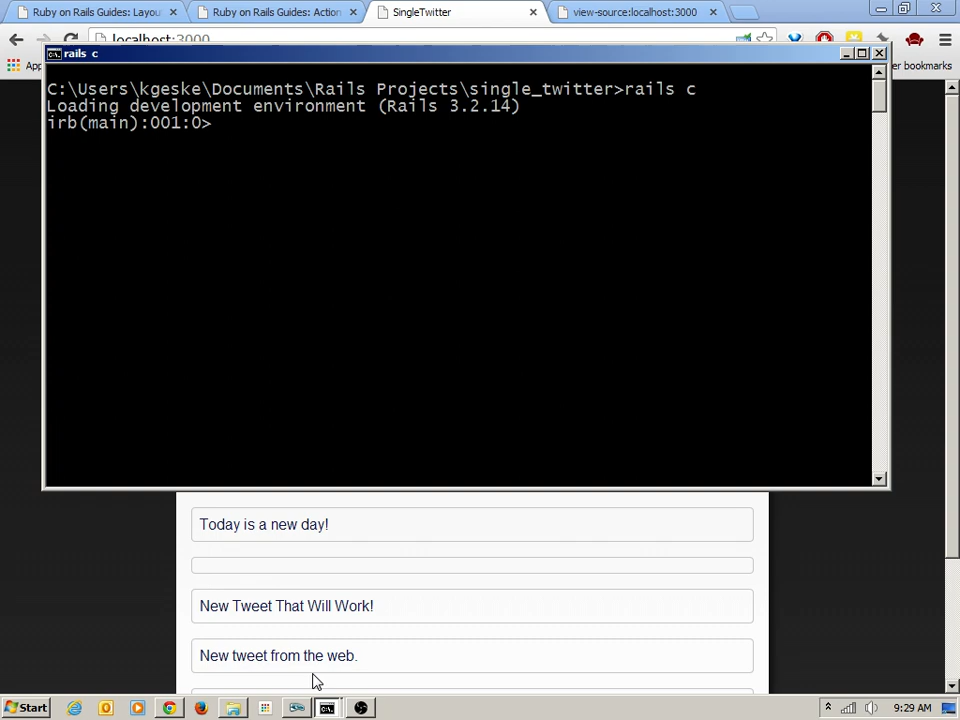 Ruby on Rails Guides: Layou
Ruby on Rails Guides: Action
SingleTwitter
view-source:localhost:3000
localhost:3000
rails c
er bookmarks
C:\Users\kgeske\Documents\Rails Projects\single_twitter>rails c
Loading development environment (Rails 3.2.14)
irb(main):001:0>
Today is a new day!
New Tweet That Will Work!
New tweet from the web.
Start
9:29 AM